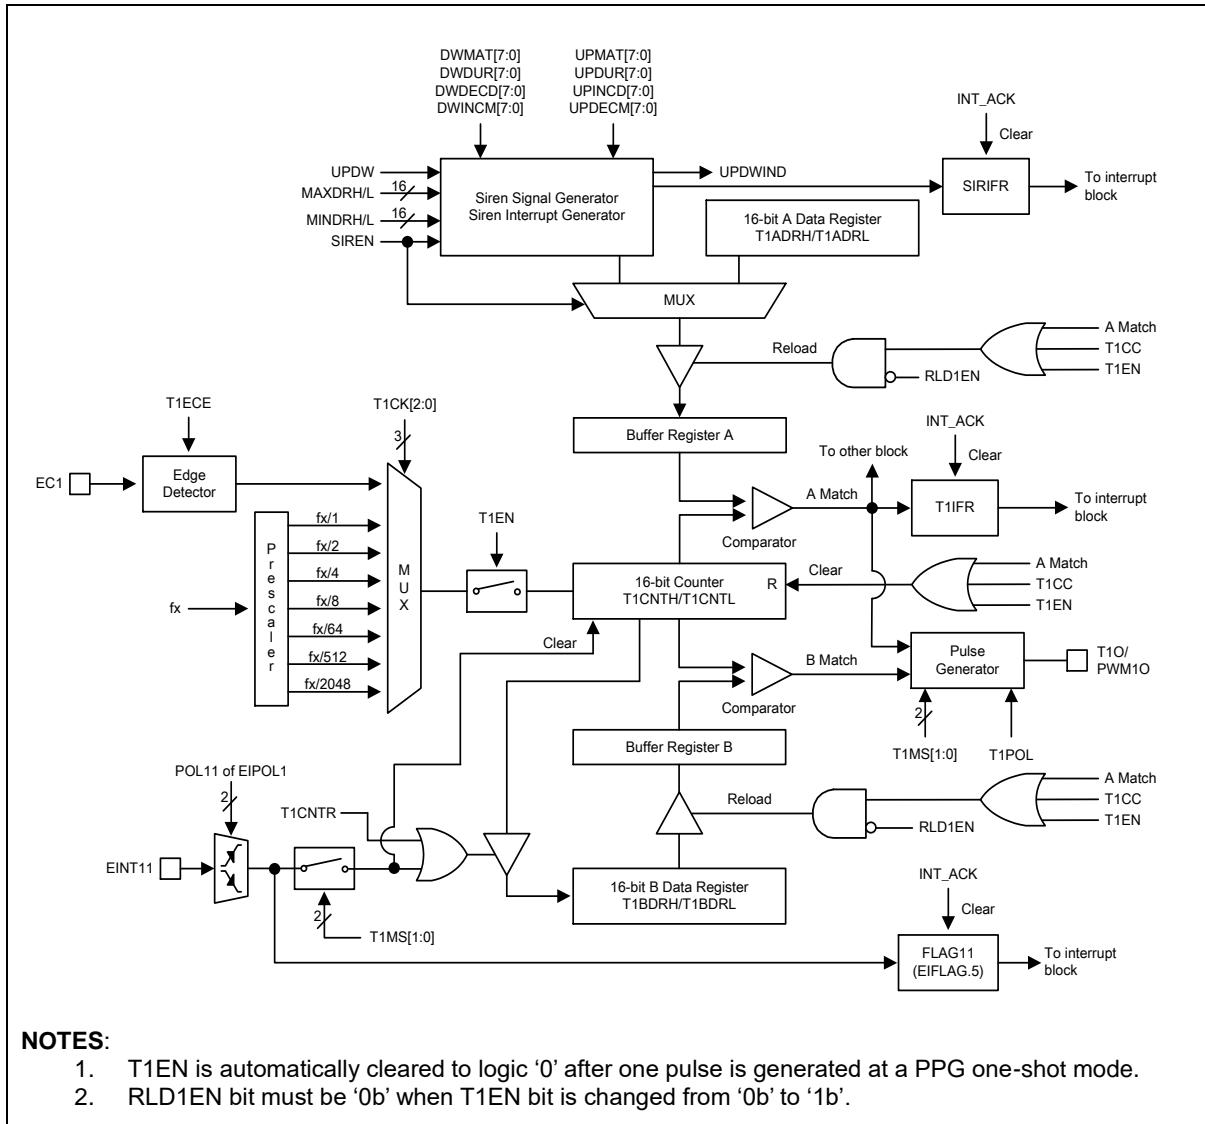 DWMAT[7:0]
DWDUR[7:0]
DWDECD[7:0]
DWINCM[7:0]
UPMAT[7:0]
UPDUR[7:0]
UPINCD[7:0]
UPDECM[7:0]
INT_ACK
Clear
UPDW
MAXDRH/L
16
MINDRH/L
16
SIREN
Siren Signal Generator
Siren Interrupt Generator
UPDWIND
SIRIFR
To interrupt
block
16-bit A Data Register
T1ADRH/T1ADRL
MUX
Reload
RLD1EN
A Match
T1CC
T1EN
Buffer Register A
T1ECE
T1CK[2:0]
3
EC1
Edge
Detector
To other block
INT_ACK
Clear
A Match
T1IFR
To interrupt
block
Comparator
fx
Prescaler
fx/1
fx/2
fx/4
fx/8
fx/64
fx/512
fx/2048
MUX
T1EN
16-bit Counter
T1CNTH/T1CNTL
R
Clear
A Match
T1CC
T1EN
Clear
B Match
Comparator
Pulse
Generator
T1O/
PWM1O
2
T1MS[1:0]
T1POL
Buffer Register B
Reload
RLD1EN
A Match
T1CC
T1EN
POL11 of EIPOL1
2
T1CNTR
EINT11
2
T1MS[1:0]
16-bit B Data Register
T1BDRH/T1BDRL
INT_ACK
Clear
FLAG11
(EIFLAG.5)
To interrupt
block
NOTES:
1. T1EN is automatically cleared to logic ‘0’ after one pulse is generated at a PPG one-shot mode.
2. RLD1EN bit must be ‘0b’ when T1EN bit is changed from ‘0b’ to ‘1b’.